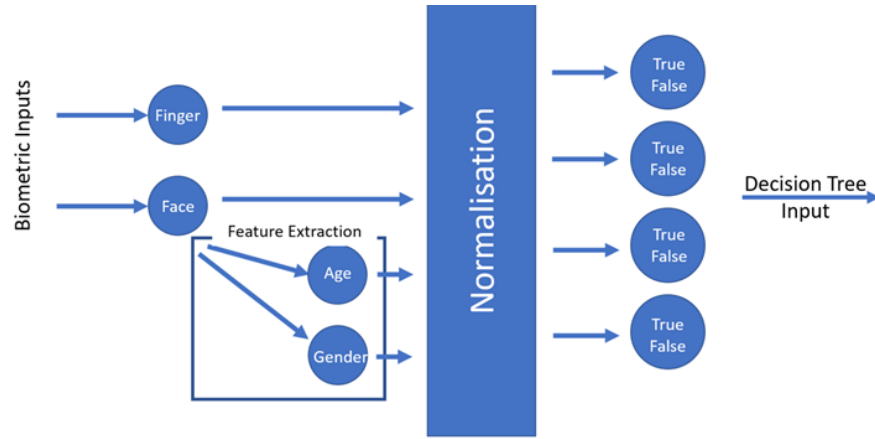 Biometric Inputs
Finger
Face
Feature Extraction
Age
Gender
Normalisation
True
False
True
False
True
False
True
False
Decision Tree
Input